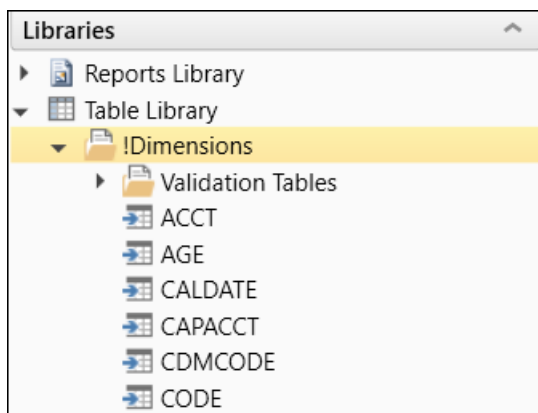 Libraries
Reports Library
Table Library
!Dimensions
Validation Tables
ACCT
AGE
CALDATE
CAPACCT
CDMCODE
CODE